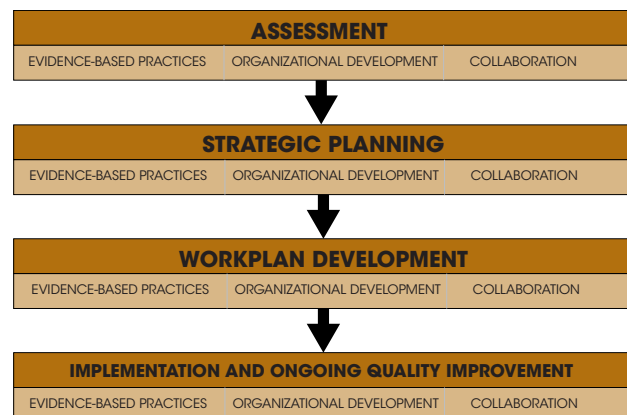 ASSESSMENT
EVIDENCE-BASED PRACTICES ORGANIZATIONAL DEVELOPMENT COLLABORATION
STRATEGIC PLANNING
EVIDENCE-BASED PRACTICES ORGANIZATIONAL DEVELOPMENT COLLABORATION
WORKPLAN DEVELOPMENT
EVIDENCE-BASED PRACTICES ORGANIZATIONAL DEVELOPMENT COLLABORATION
IMPLEMENTATION AND ONGOING QUALITY IMPROVEMENT
EVIDENCE-BASED PRACTICES ORGANIZATIONAL DEVELOPMENT COLLABORATION